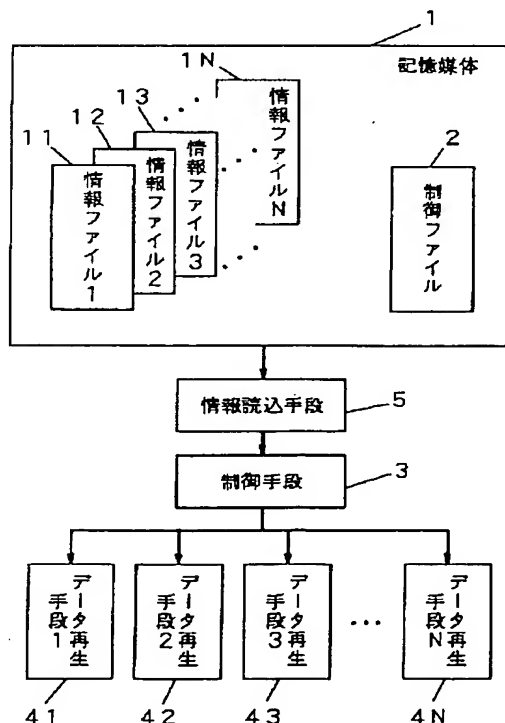 1
記憶媒体
1N
13
12
11
情報ファイルN
情報ファイル3
情報ファイル2
情報ファイル1
2
制御ファイル
情報読込手段
5
制御手段
3
データ再生
手段1
データ再生
手段2
データ再生
手段3
データ再生
手段N
41
42
43
4N